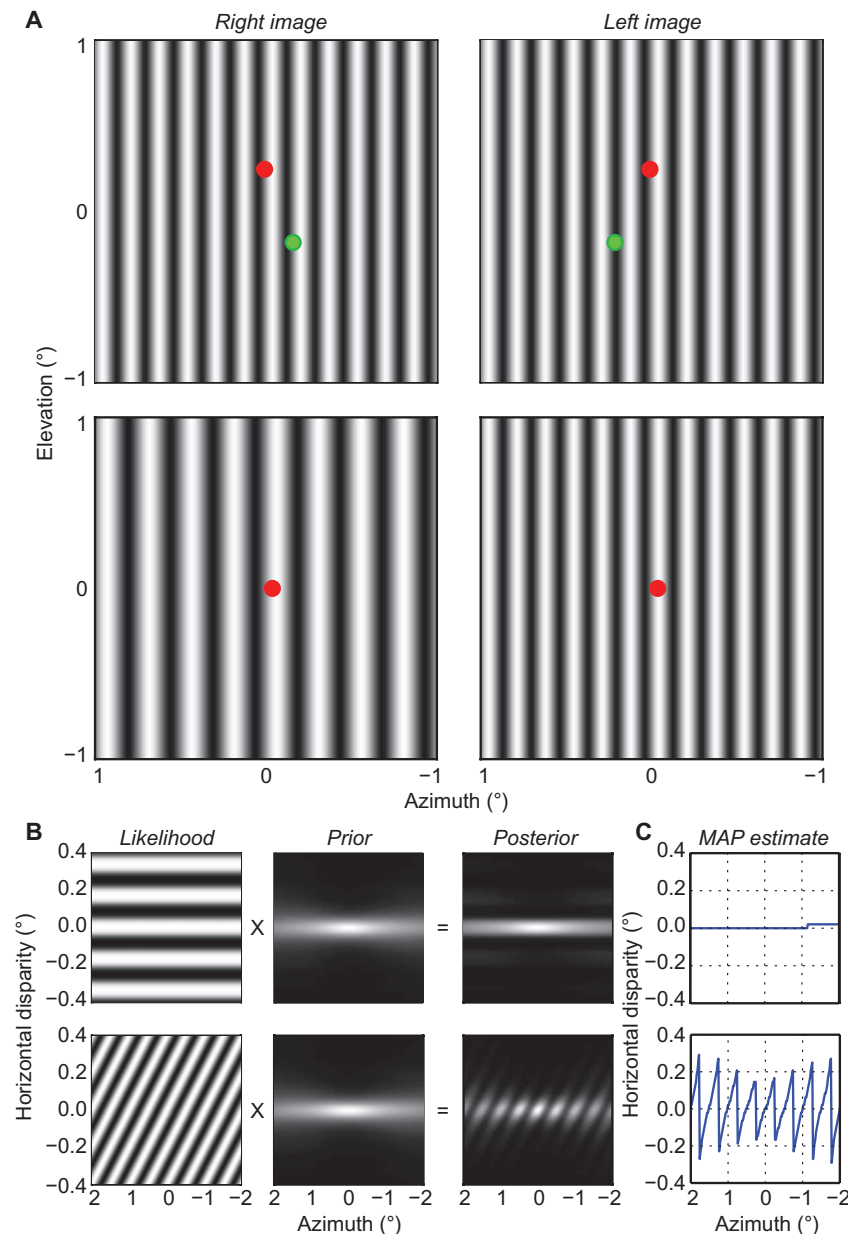 A
Right image
Left image
1
0
−1
Elevation (°)
1
0
−1
1
0
−1
1
0
−1
Azimuth (°)
B
Likelihood
Prior
Posterior
C
MAP estimate
0.4
0.2
0.0
−0.2
−0.4
X
=
0.4
0.2
0.0
−0.2
−0.4
Horizontal disparity (°)
0.4
0.2
0.0
−0.2
−0.4
X
=
0.4
0.2
0.0
−0.2
−0.4
Horizontal disparity (°)
2 1 0 −1 −2
2 1 0 −1 −2
2 1 0 −1 −2
2 1 0 −1 −2
Azimuth (°)
Azimuth (°)